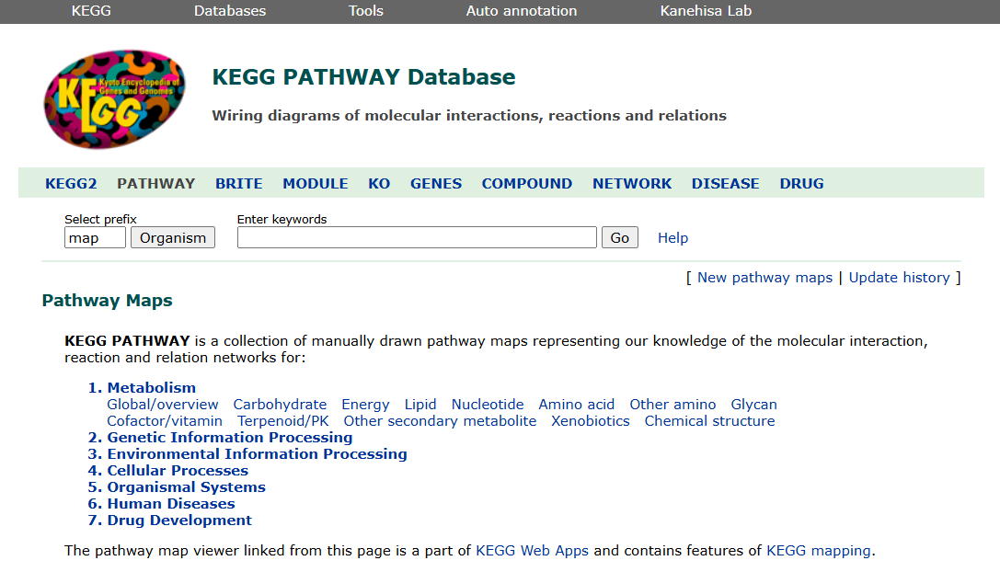 KEGG Databases Tools Auto annotation Kanehisa Lab
KEGG
Kyoto Encyclopedia of
Genes and Genomes
KEGG PATHWAY Database
Wiring diagrams of molecular interactions, reactions and relations
KEGG2 PATHWAY BRITE MODULE KO GENES COMPOUND NETWORK DISEASE DRUG
Select prefix Enter keywords
map Organism Go Help
[ New pathway maps | Update history ]
Pathway Maps
KEGG PATHWAY is a collection of manually drawn pathway maps representing our knowledge of the molecular interaction,
reaction and relation networks for:
1. Metabolism
Global/overview Carbohydrate Energy Lipid Nucleotide Amino acid Other amino Glycan
Cofactor/vitamin Terpenoid/PK Other secondary metabolite Xenobiotics Chemical structure
2. Genetic Information Processing
3. Environmental Information Processing
4. Cellular Processes
5. Organismal Systems
6. Human Diseases
7. Drug Development
The pathway map viewer linked from this page is a part of KEGG Web Apps and contains features of KEGG mapping.